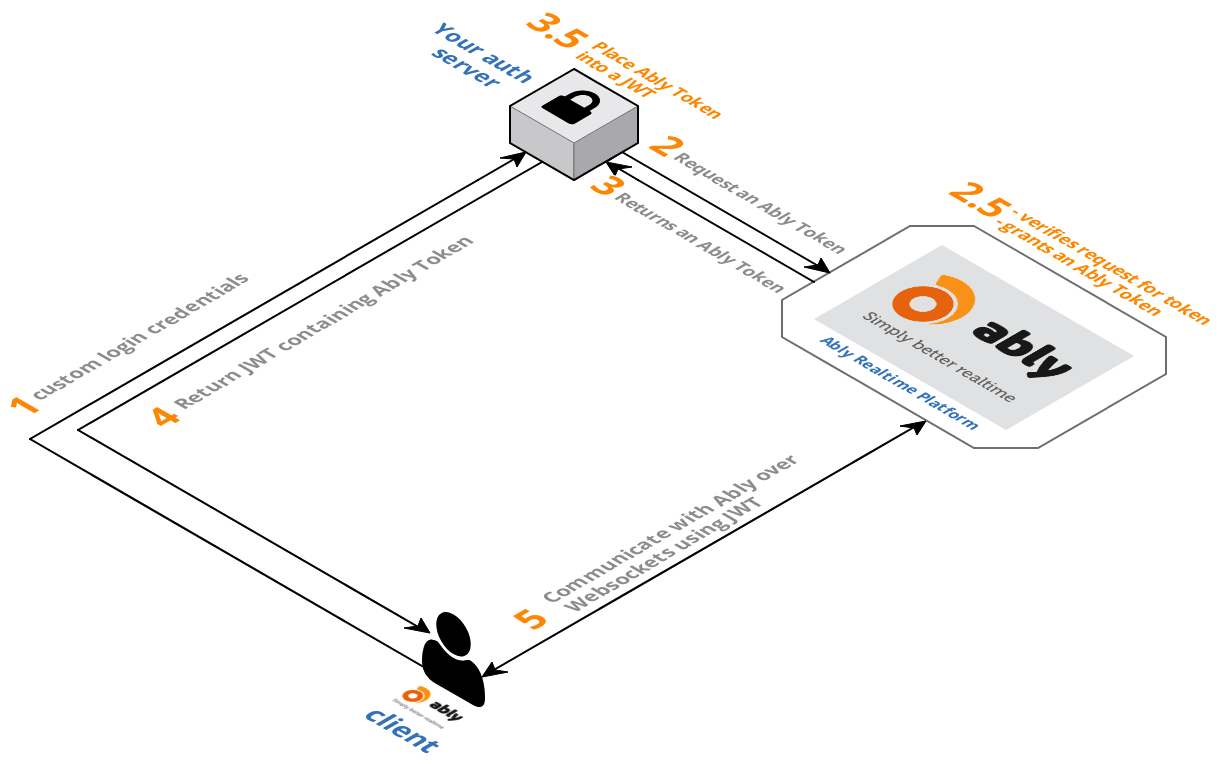 Your auth
server
3.5 Place Ably Token
into a JWT
2 Request an Ably Token
3 Returns an Ably Token
2.5 - verifies request for token
-grants an Ably Token
ably
Simply better realtime
Ably Realtime Platform
1 custom login credentials
4 Return JWT containing Ably Token
5 Communicate with Ably over
Websockets using JWT
ably
Simply better realtime
client